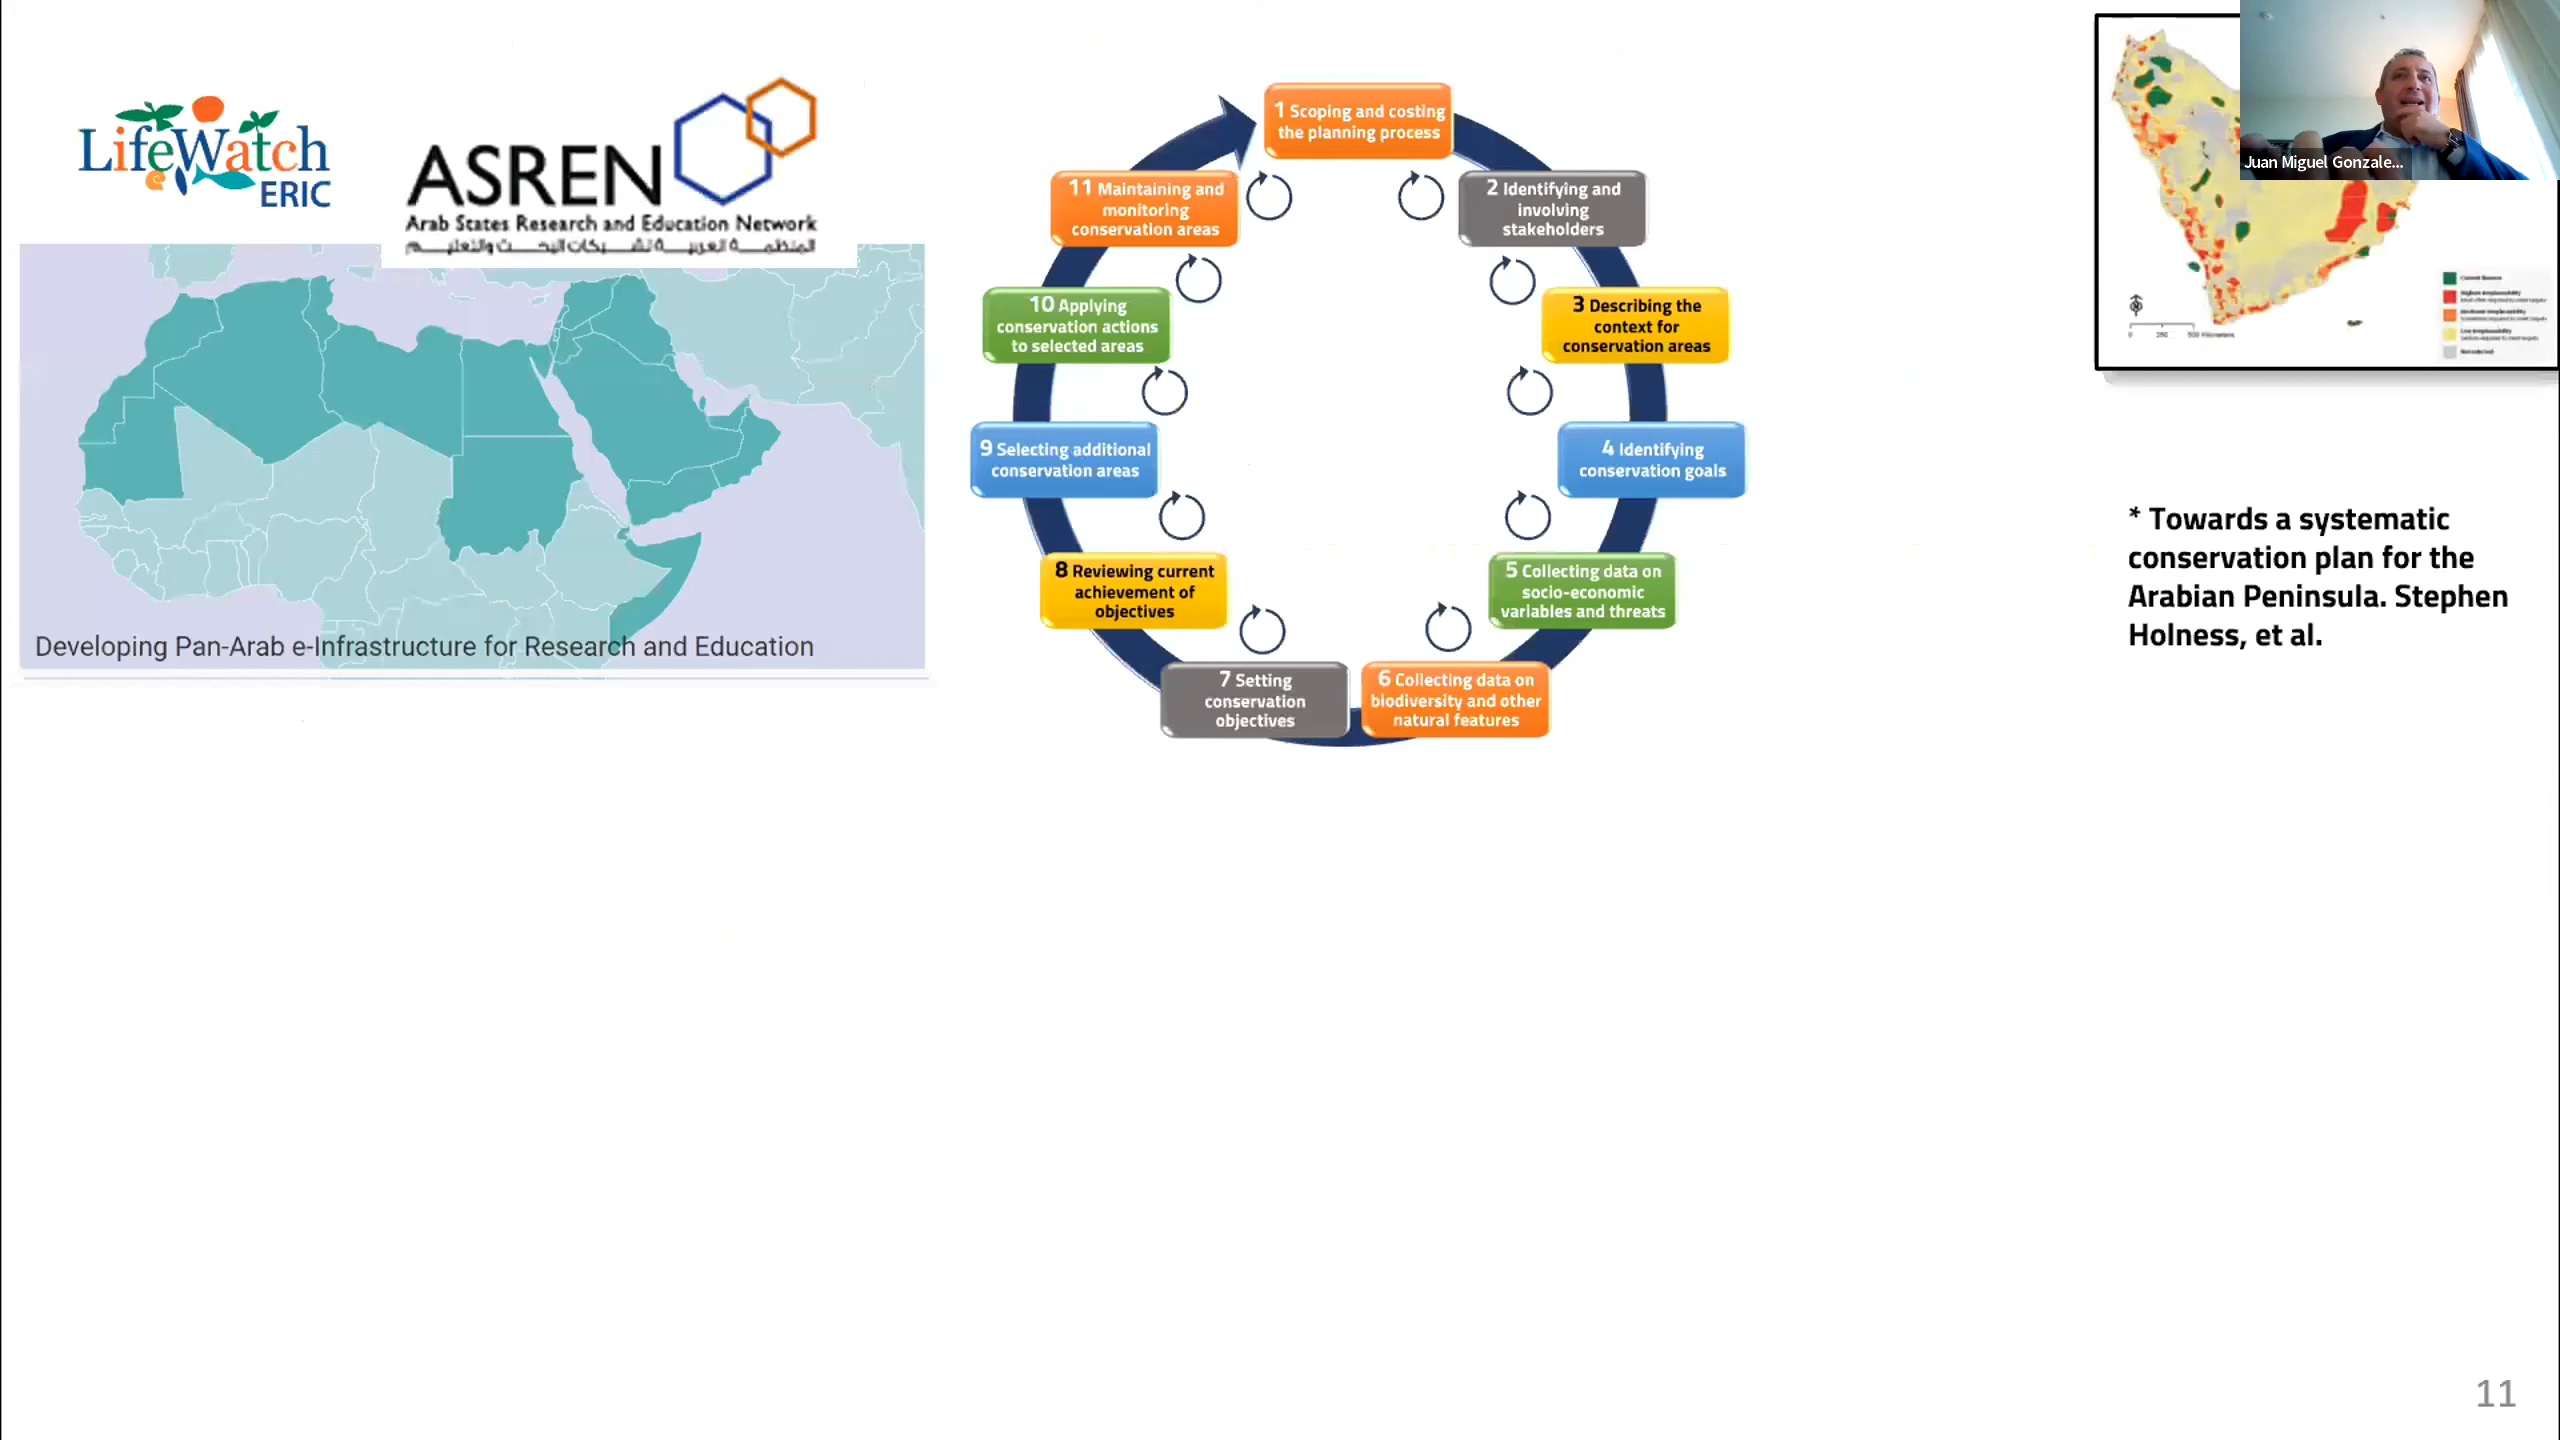 LifeWatch
ERIC
ASREN
Arab States Research and Education Network
المنظمة العربية لشبكات البحث والتعليم
Developing Pan-Arab e-Infrastructure for Research and Education
1 Scoping and costing
the planning process
2 Identifying and
involving
stakeholders
3 Describing the
context for
conservation areas
4 Identifying
conservation goals
5 Collecting data on
socio-economic
variables and threats
6 Collecting data on
biodiversity and other
natural features
7 Setting
conservation
objectives
8 Reviewing current
achievement of
objectives
9 Selecting additional
conservation areas
10 Applying
conservation actions
to selected areas
11 Maintaining and
monitoring
conservation areas
Juan Miguel Gonzale...
0 250 500 Kilometers
* Towards a systematic
conservation plan for the
Arabian Peninsula. Stephen
Holness, et al.
11